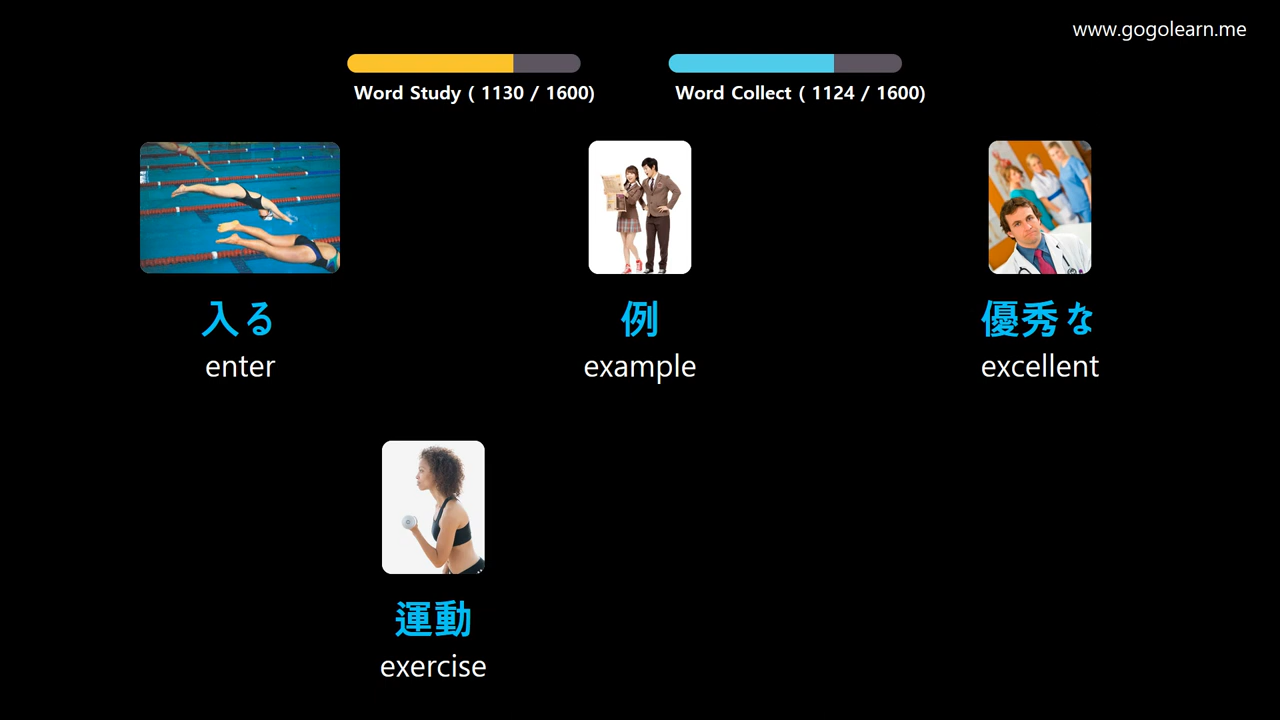 www.gogolearn.me
Word Study ( 1130 / 1600)
Word Collect ( 1124 / 1600)
入る
enter
例
example
優秀な
excellent
運動
exercise